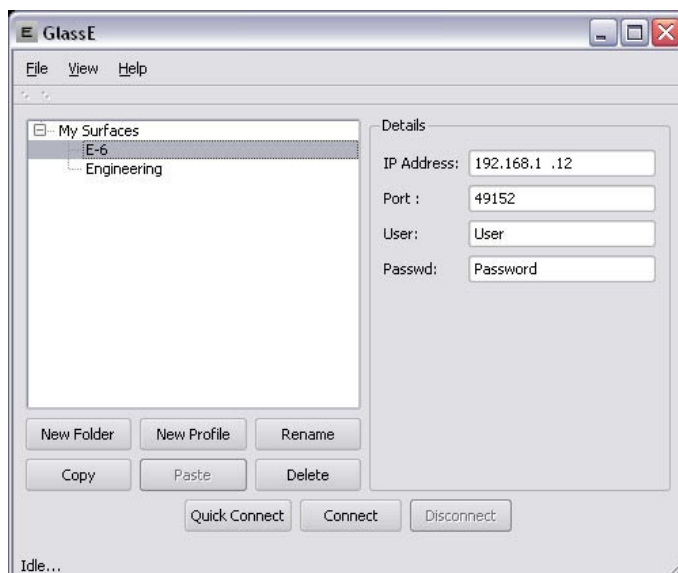 E GlassE
File View Help
My Surfaces
E-6
Engineering
Details
IP Address: 192.168.1 .12
Port : 49152
User: User
Passwd: Password
New Folder New Profile Rename
Copy Paste Delete
Quick Connect Connect Disconnect
Idle...